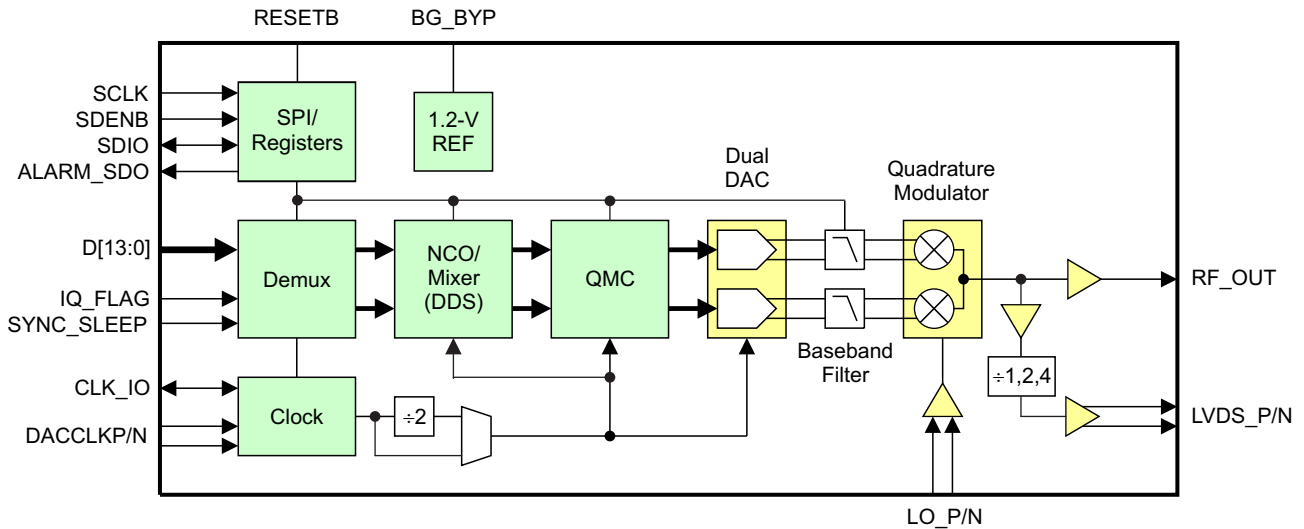 RESETB
BG_BYP
SCLK
SDENB
SDIO
ALARM_SDO
SPI/
Registers
1.2-V
REF
Dual
DAC
Quadrature
Modulator
D[13:0]
IQ_FLAG
SYNC_SLEEP
Demux
NCO/
Mixer
(DDS)
QMC
RF_OUT
Baseband
Filter
÷1,2,4
CLK_IO
DACCLKP/N
Clock
÷2
LVDS_P/N
LO_P/N